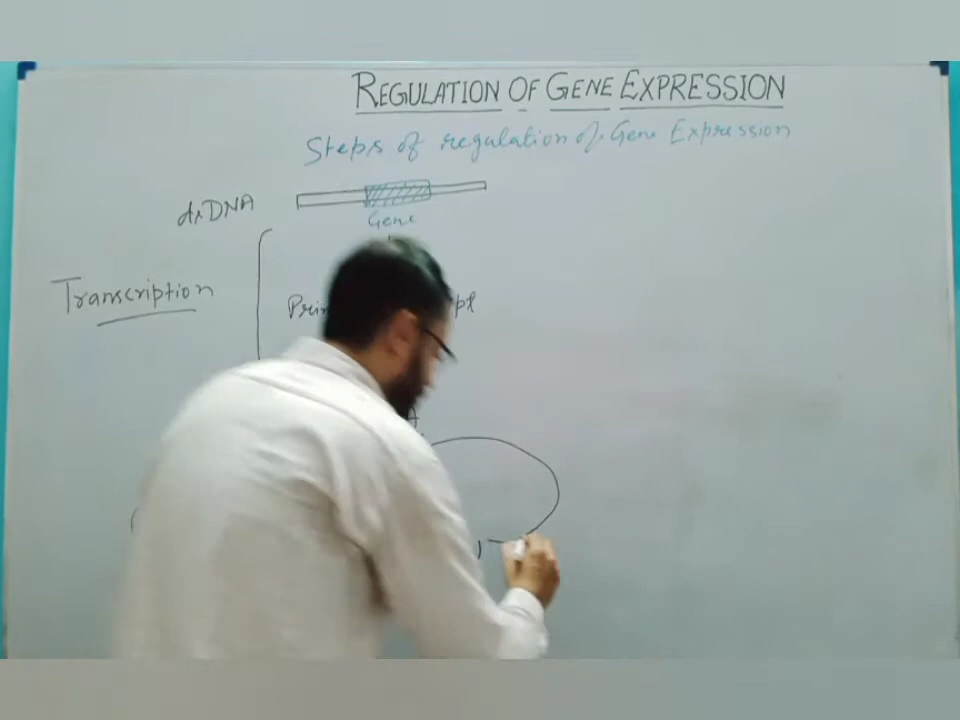 REGULATION OF GENE EXPRESSION
Steps of regulation of Gene Expression
dsDNA
Gene
Transcription